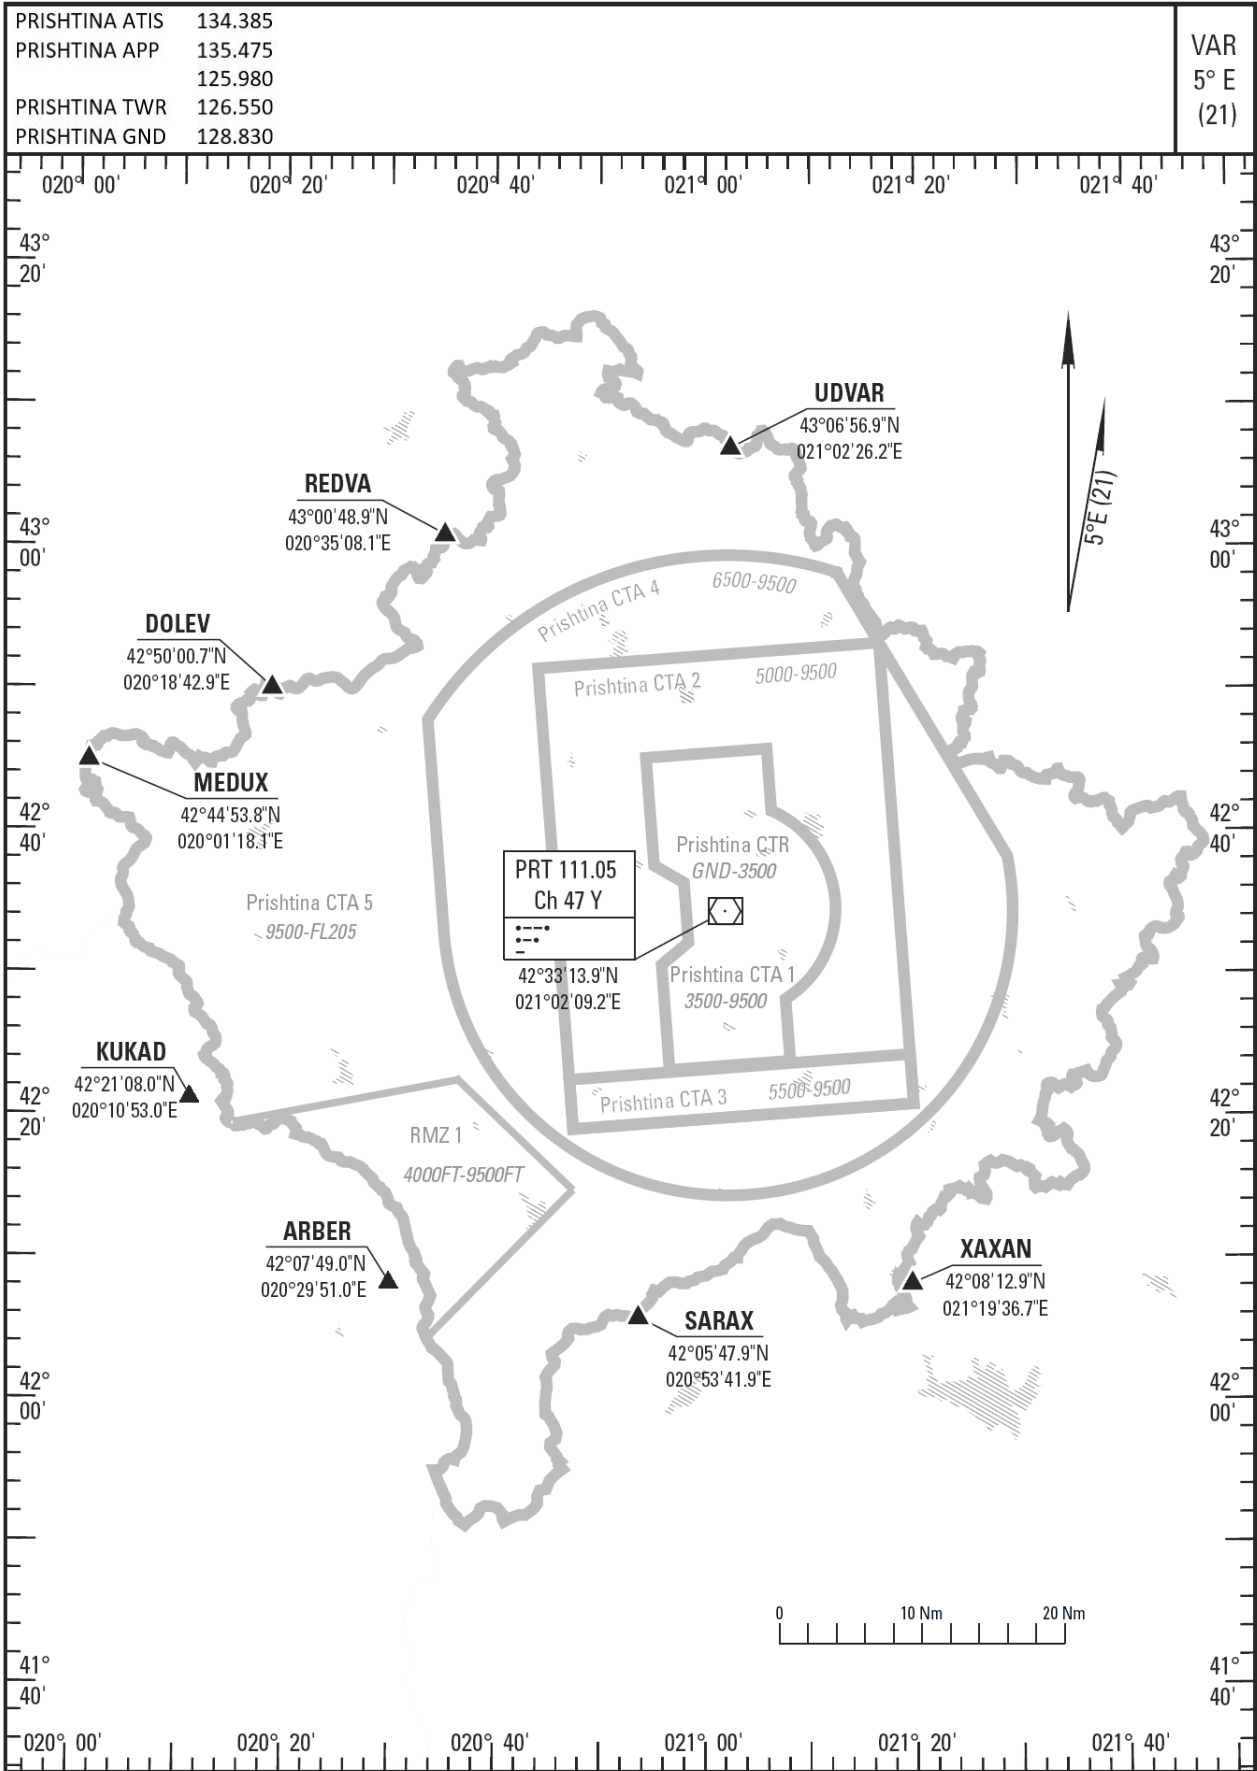 PRISHTINA ATIS 134.385
PRISHTINA APP 135.475
125.980
PRISHTINA TWR 126.550
PRISHTINA GND 128.830
VAR
5° E
(21)
020° 00' 020° 20' 020° 40' 021° 00' 021° 20' 021° 40'
43°
20'
43°
20'
UDVAR
43°06'56.9"N
021°02'26.2"E
REDVA
43°00'48.9"N
020°35'08.1"E
5°E (21)
43°
00'
43°
00'
Prishtina CTA 4
6500-9500
DOLEV
42°50'00.7"N
020°18'42.9"E
Prishtina CTA 2
5000-9500
MEDUX
42°44'53.8"N
020°01'18.1"E
42°
40'
42°
40'
Prishtina CTR
GND-3500
PRT 111.05
Ch 47 Y
42°33'13.9"N
021°02'09.2"E
Prishtina CTA 5
9500-FL205
Prishtina CTA 1
3500-9500
KUKAD
42°21'08.0"N
020°10'53.0"E
42°
20'
42°
20'
Prishtina CTA 3
5500-9500
RMZ 1
4000FT-9500FT
ARBER
42°07'49.0"N
020°29'51.0"E
XAXAN
42°08'12.9"N
021°19'36.7"E
SARAX
42°05'47.9"N
020°53'41.9"E
42°
00'
42°
00'
0 10 Nm 20 Nm
41°
40'
41°
40'
020° 00' 020° 20' 020° 40' 021° 00' 021° 20' 021° 40'